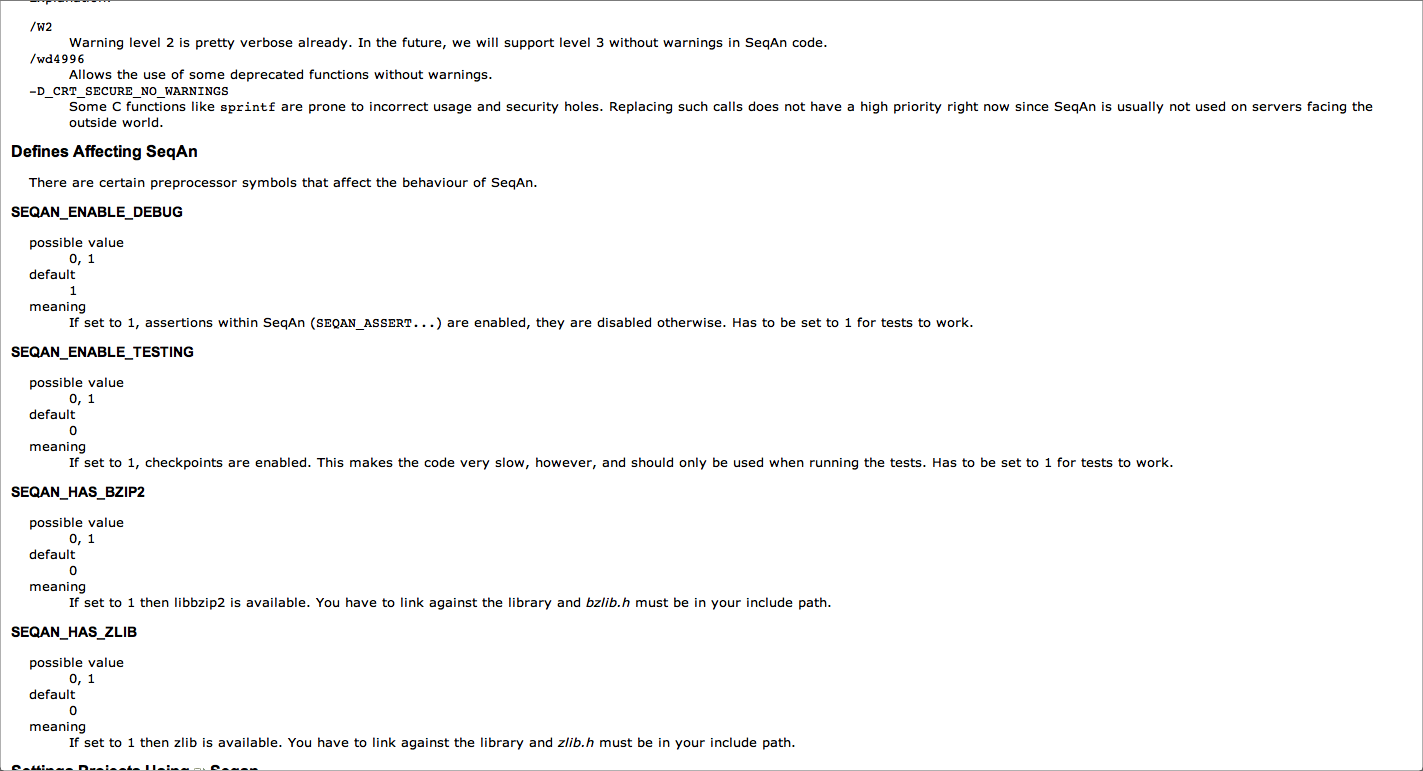 /W2
Warning level 2 is pretty verbose already. In the future, we will support level 3 without warnings in SeqAn code.
/wd4996
Allows the use of some deprecated functions without warnings.
-D_CRT_SECURE_NO_WARNINGS
Some C functions like sprintf are prone to incorrect usage and security holes. Replacing such calls does not have a high priority right now since SeqAn is usually not used on servers facing the
outside world.
Defines Affecting SeqAn
There are certain preprocessor symbols that affect the behaviour of SeqAn.
SEQAN_ENABLE_DEBUG
possible value
0, 1
default
1
meaning
If set to 1, assertions within SeqAn (SEQAN_ASSERT...) are enabled, they are disabled otherwise. Has to be set to 1 for tests to work.
SEQAN_ENABLE_TESTING
possible value
0, 1
default
0
meaning
If set to 1, checkpoints are enabled. This makes the code very slow, however, and should only be used when running the tests. Has to be set to 1 for tests to work.
SEQAN_HAS_BZIP2
possible value
0, 1
default
0
meaning
If set to 1 then libbzip2 is available. You have to link against the library and bzlib.h must be in your include path.
SEQAN_HAS_ZLIB
possible value
0, 1
default
0
meaning
If set to 1 then zlib is available. You have to link against the library and zlib.h must be in your include path.
Settings Projects Using Seqan